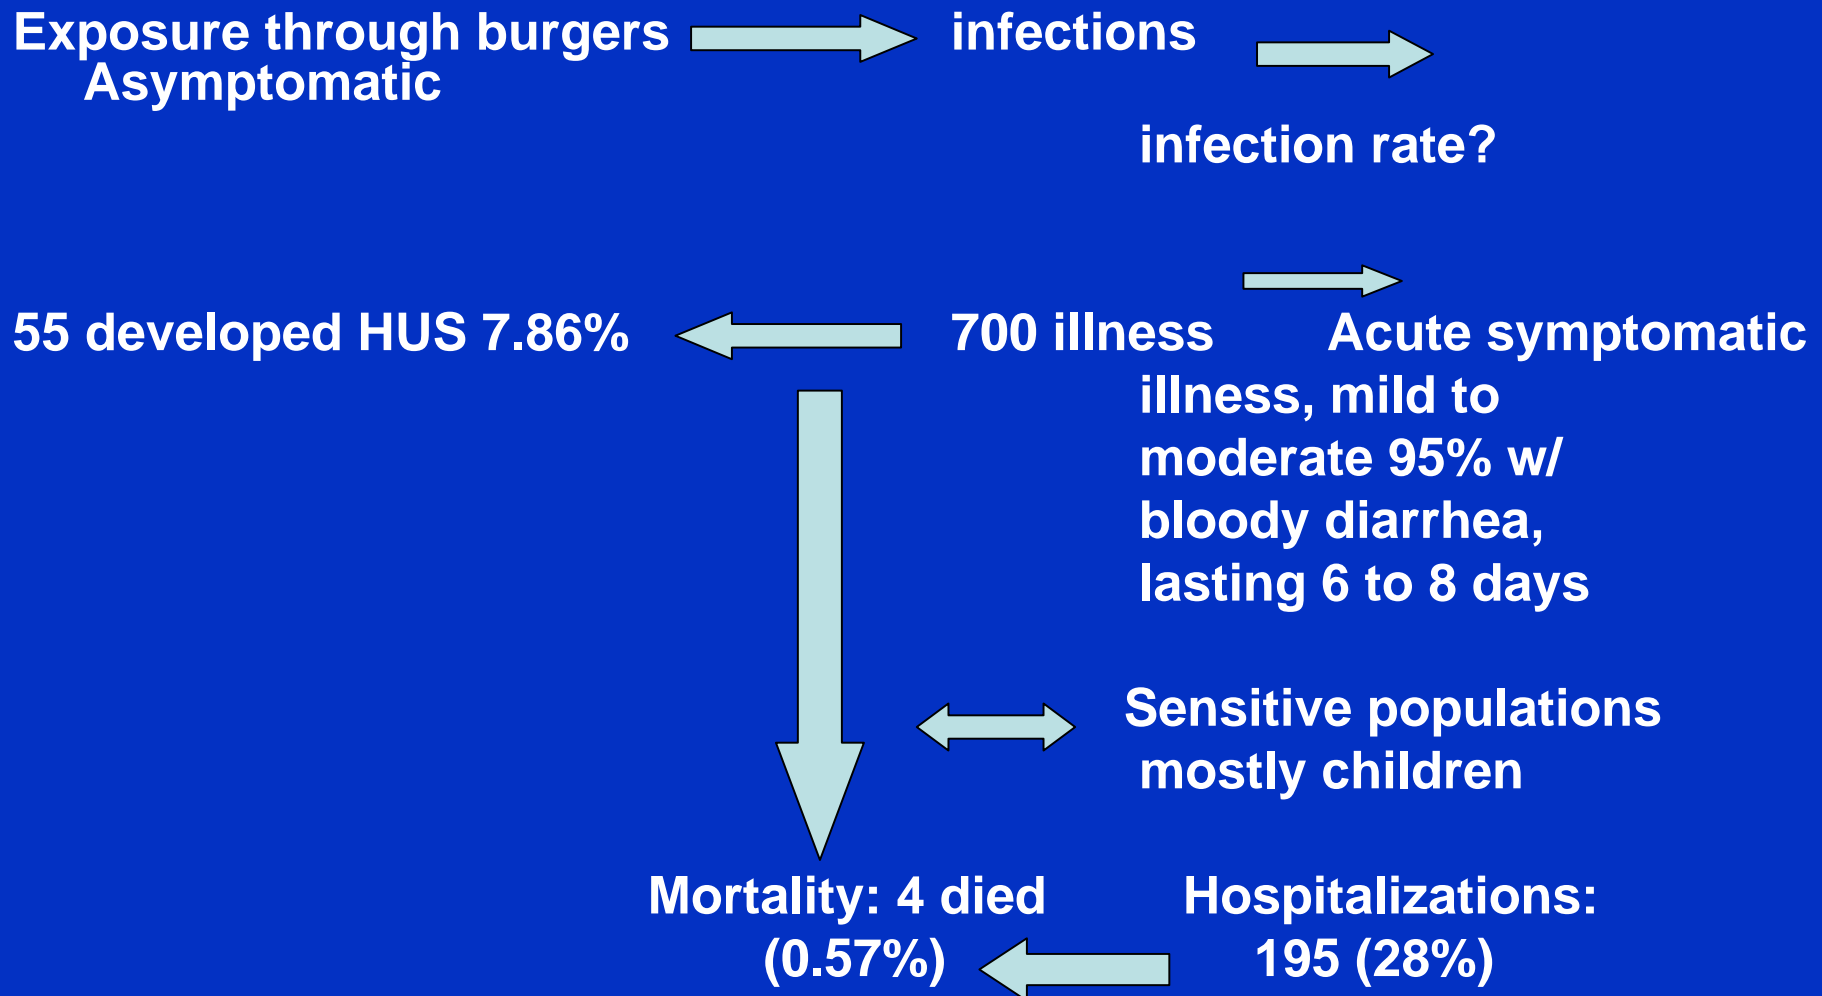 Exposure through burgers infections
Asymptomatic
infection rate?
55 developed HUS 7.86% 700 illness Acute symptomatic
illness, mild to
moderate 95% w/
bloody diarrhea,
lasting 6 to 8 days
Sensitive populations
mostly children
Mortality: 4 died Hospitalizations:
(0.57%) 195 (28%)